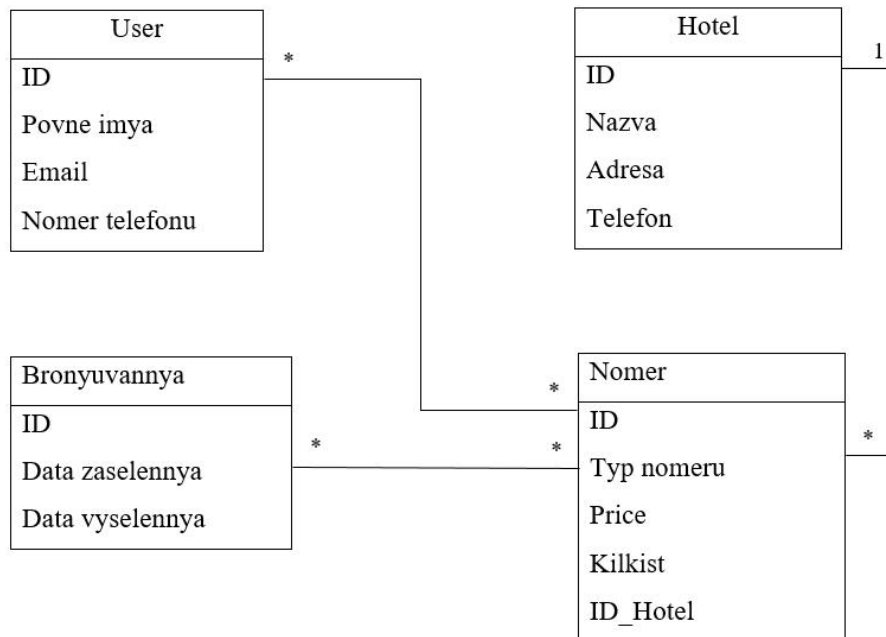 User
ID
Povne imya
Email
Nomer telefonu
*
Hotel
ID
Nazva
Adresa
Telefon
1
Bronyuvannya
ID
Data zaselennya
Data vyselennya
*
*
*
Nomer
ID
Typ nomeru
Price
Kilkist
ID_Hotel
*